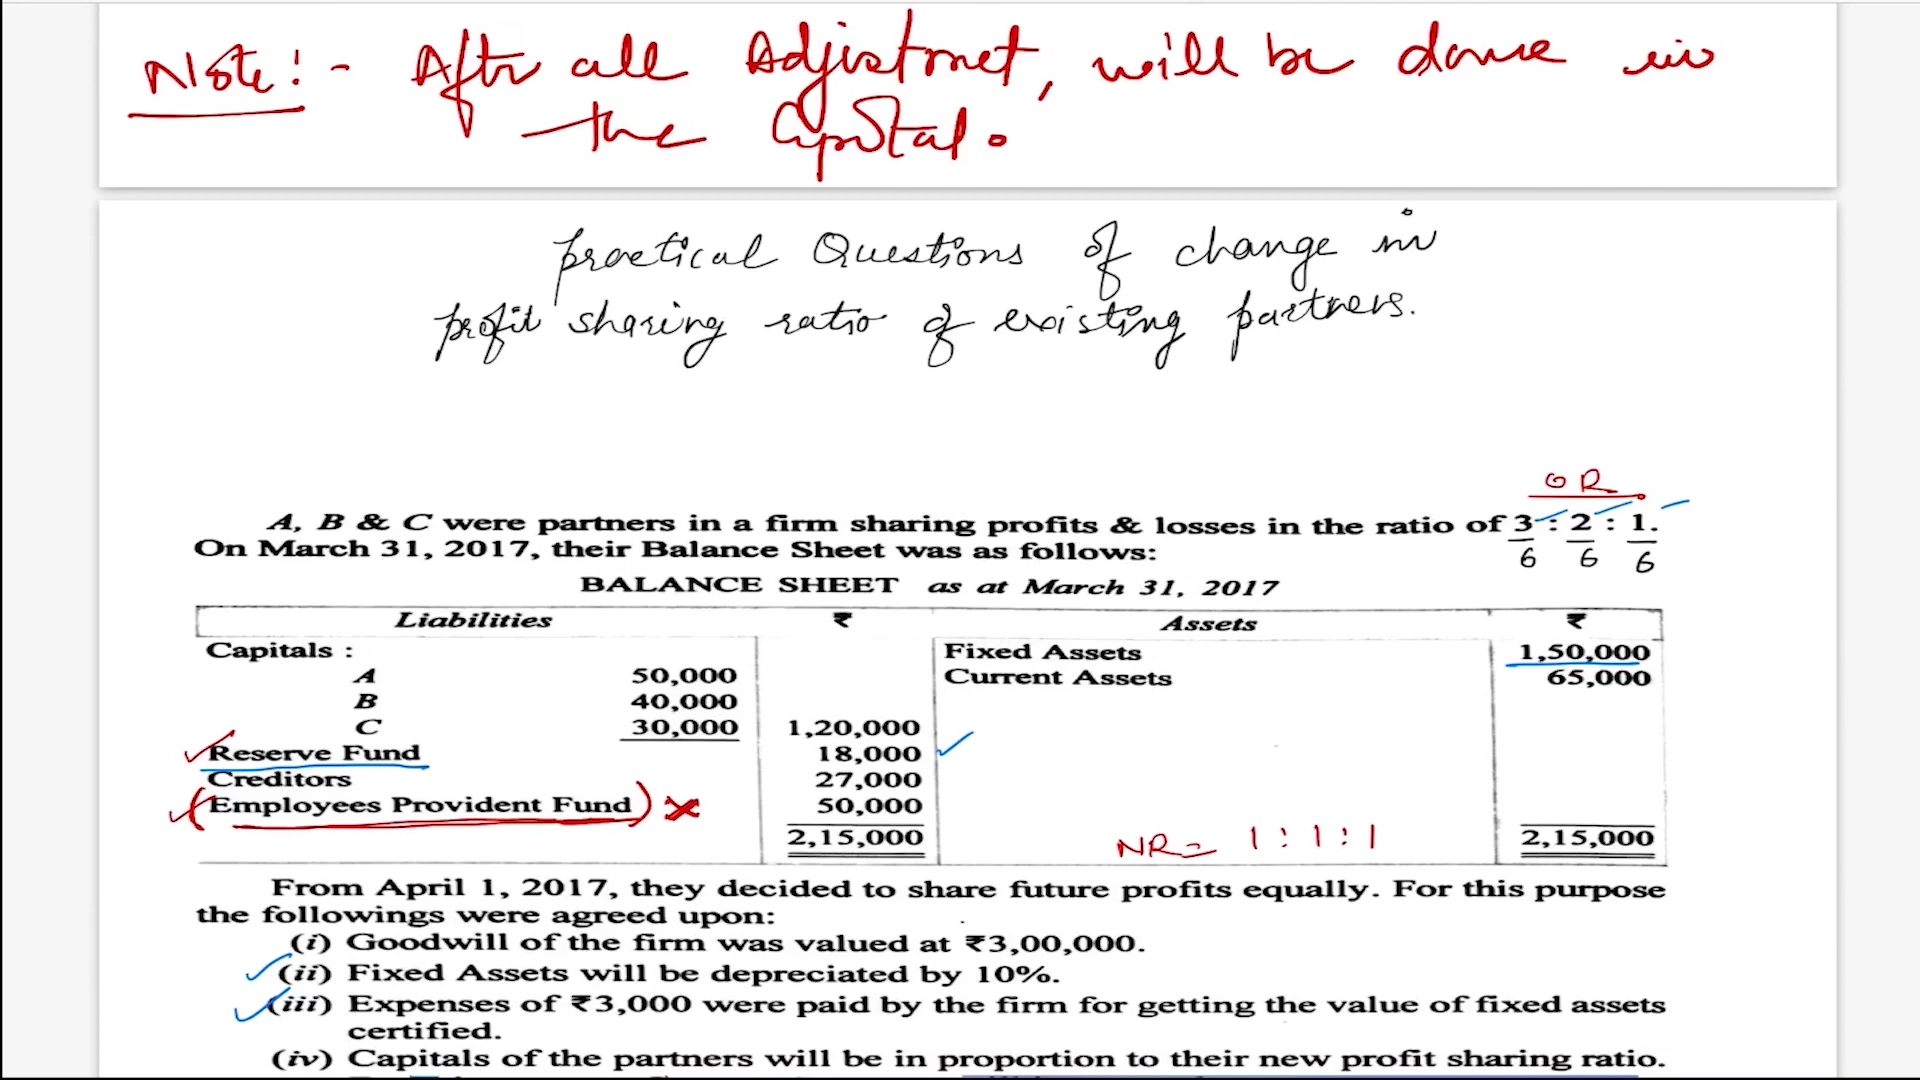 Note:- After all Adjistmet, will be done in
the Capital.
practical Questions of change in
profit sharing ratio of existing partners.
OR
A, B & C were partners in a firm sharing profits & losses in the ratio of 3 : 2 : 1.
6 6 6
On March 31, 2017, their Balance Sheet was as follows:
BALANCE SHEET as at March 31, 2017
Liabilities ₹ Assets ₹
Capitals : Fixed Assets 1,50,000
A 50,000 Current Assets 65,000
B 40,000
C 30,000 1,20,000
Reserve Fund 18,000
Creditors 27,000
(Employees Provident Fund) 50,000
2,15,000 NR = 1 : 1 : 1 2,15,000
From April 1, 2017, they decided to share future profits equally. For this purpose
the followings were agreed upon:
(i) Goodwill of the firm was valued at ₹3,00,000.
(ii) Fixed Assets will be depreciated by 10%.
(iii) Expenses of ₹3,000 were paid by the firm for getting the value of fixed assets
certified.
(iv) Capitals of the partners will be in proportion to their new profit sharing ratio.